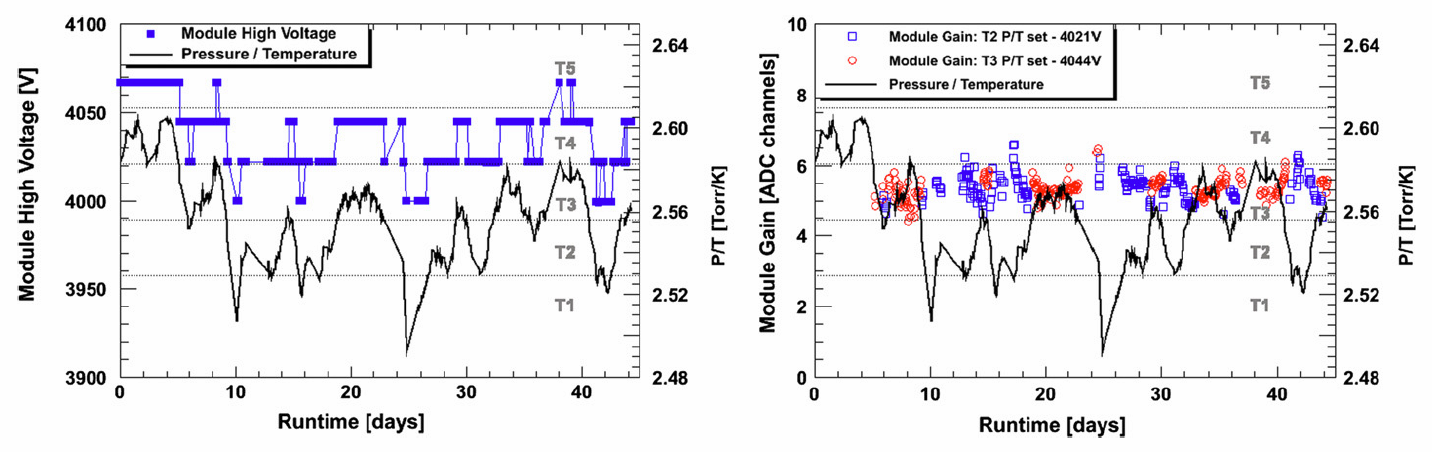 4100
4050
4000
3950
3900
Module High Voltage [V]
Module High Voltage
Pressure / Temperature
T5
T4
T3
T2
T1
2.64
2.60
2.56
2.52
2.48
P/T [Torr/K]
0
10
20
30
40
Runtime [days]
10
8
6
4
2
0
Module Gain [ADC channels]
Module Gain: T2 P/T set - 4021V
Module Gain: T3 P/T set - 4044V
Pressure / Temperature
T5
T4
T3
T2
T1
2.64
2.60
2.56
2.52
2.48
P/T [Torr/K]
0
10
20
30
40
Runtime [days]